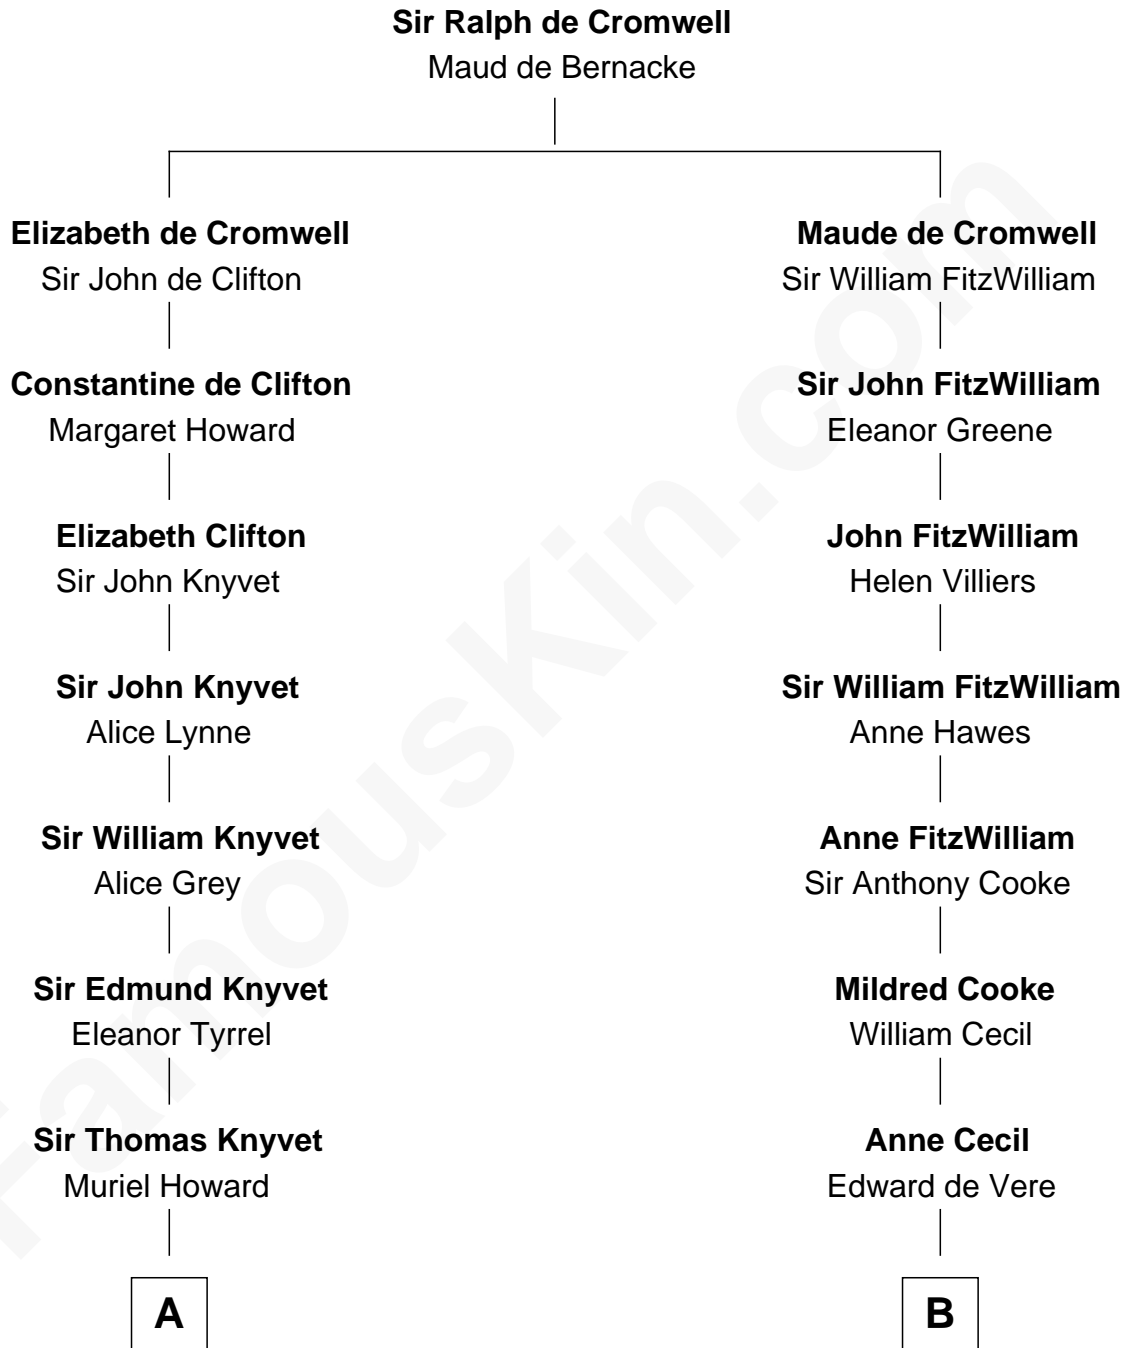 Sir Ralph de Cromwell
Maud de Bernacke
Elizabeth de Cromwell
Sir John de Clifton
Maude de Cromwell
Sir William FitzWilliam
Constantine de Clifton
Margaret Howard
Sir John FitzWilliam
Eleanor Greene
Elizabeth Clifton
Sir John Knyvet
John FitzWilliam
Helen Villiers
Sir John Knyvet
Alice Lynne
Sir William FitzWilliam
Anne Hawes
Sir William Knyvet
Alice Grey
Anne FitzWilliam
Sir Anthony Cooke
Sir Edmund Knyvet
Eleanor Tyrrel
Mildred Cooke
William Cecil
Sir Thomas Knyvet
Muriel Howard
Anne Cecil
Edward de Vere
A
B
FamousKin.com